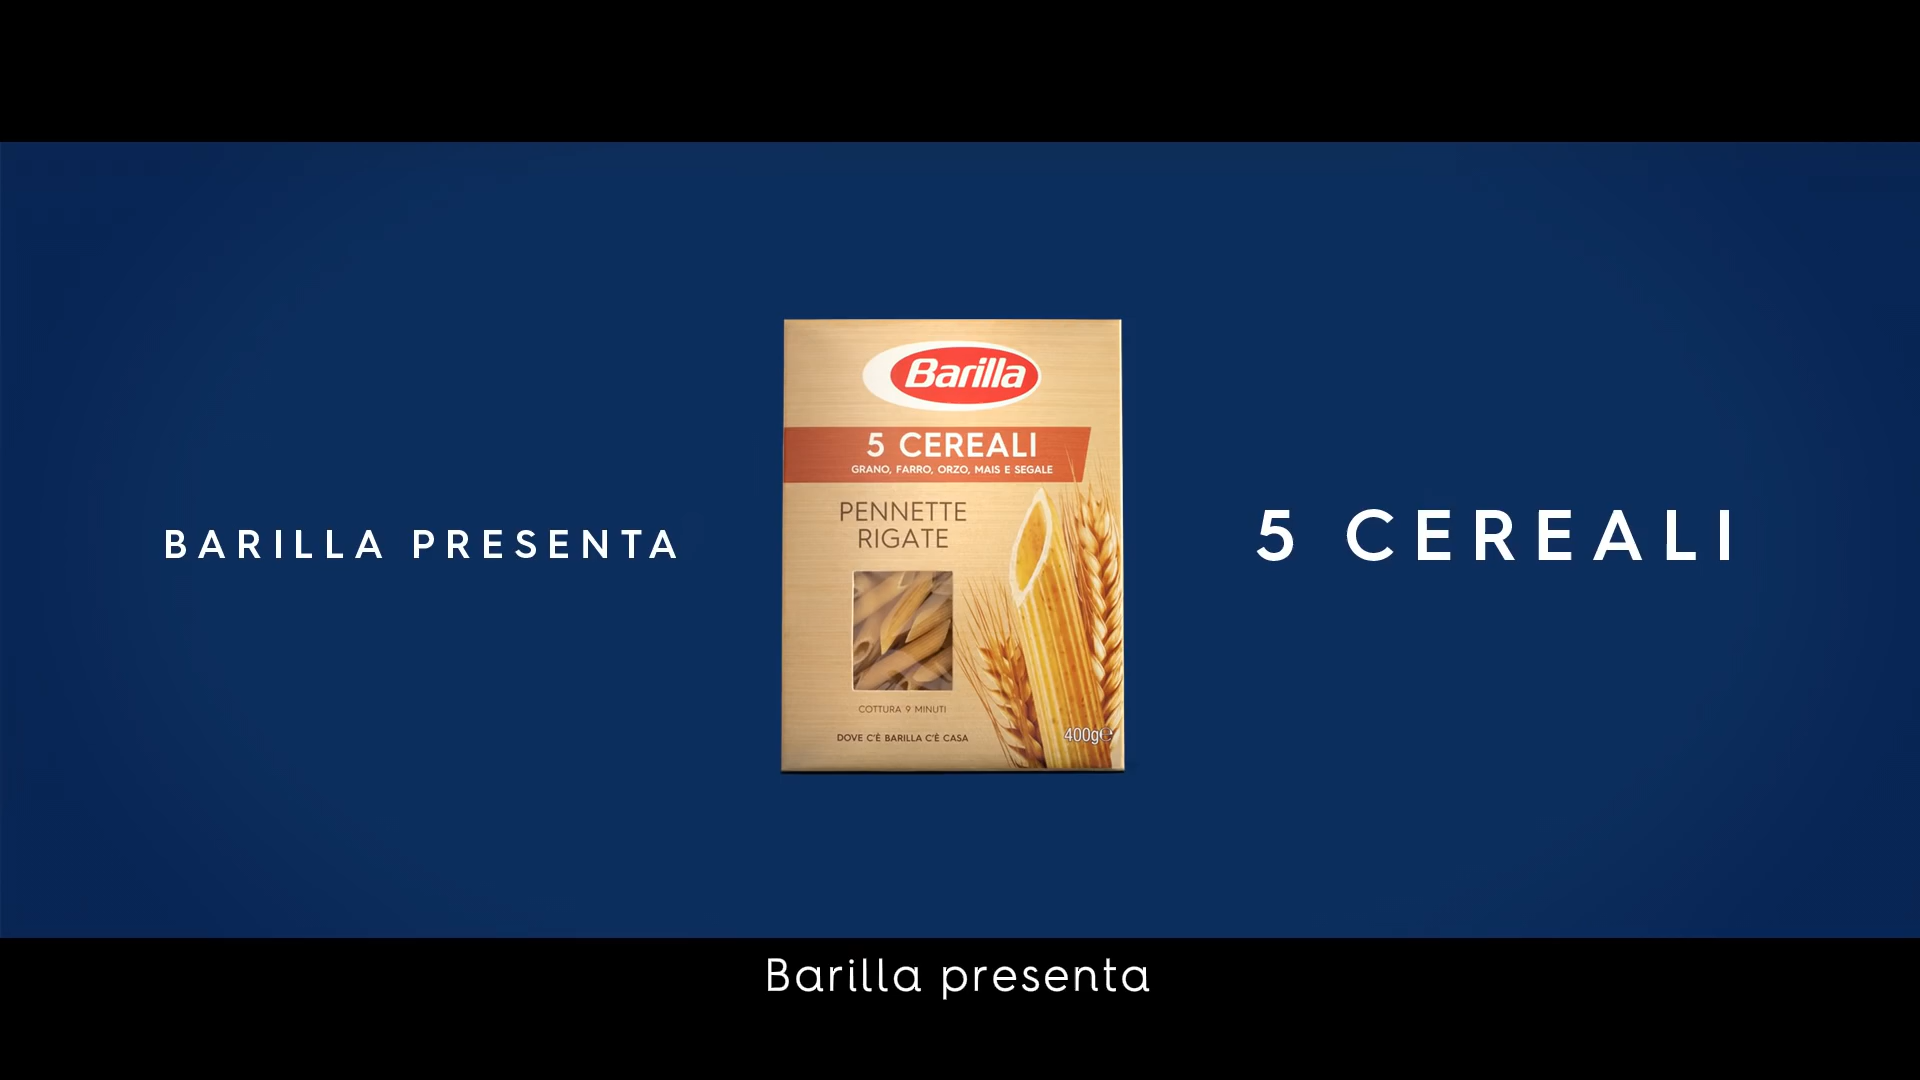 BARILLA PRESENTA
Barilla
5 CEREALI
GRANO, FARRO, ORZO, MAIS E SEGALE
PENNETTE
RIGATE
COTTURA 9 MINUTI
DOVE C'È BARILLA C'È CASA
400g℮
5 CEREALI
Barilla presenta